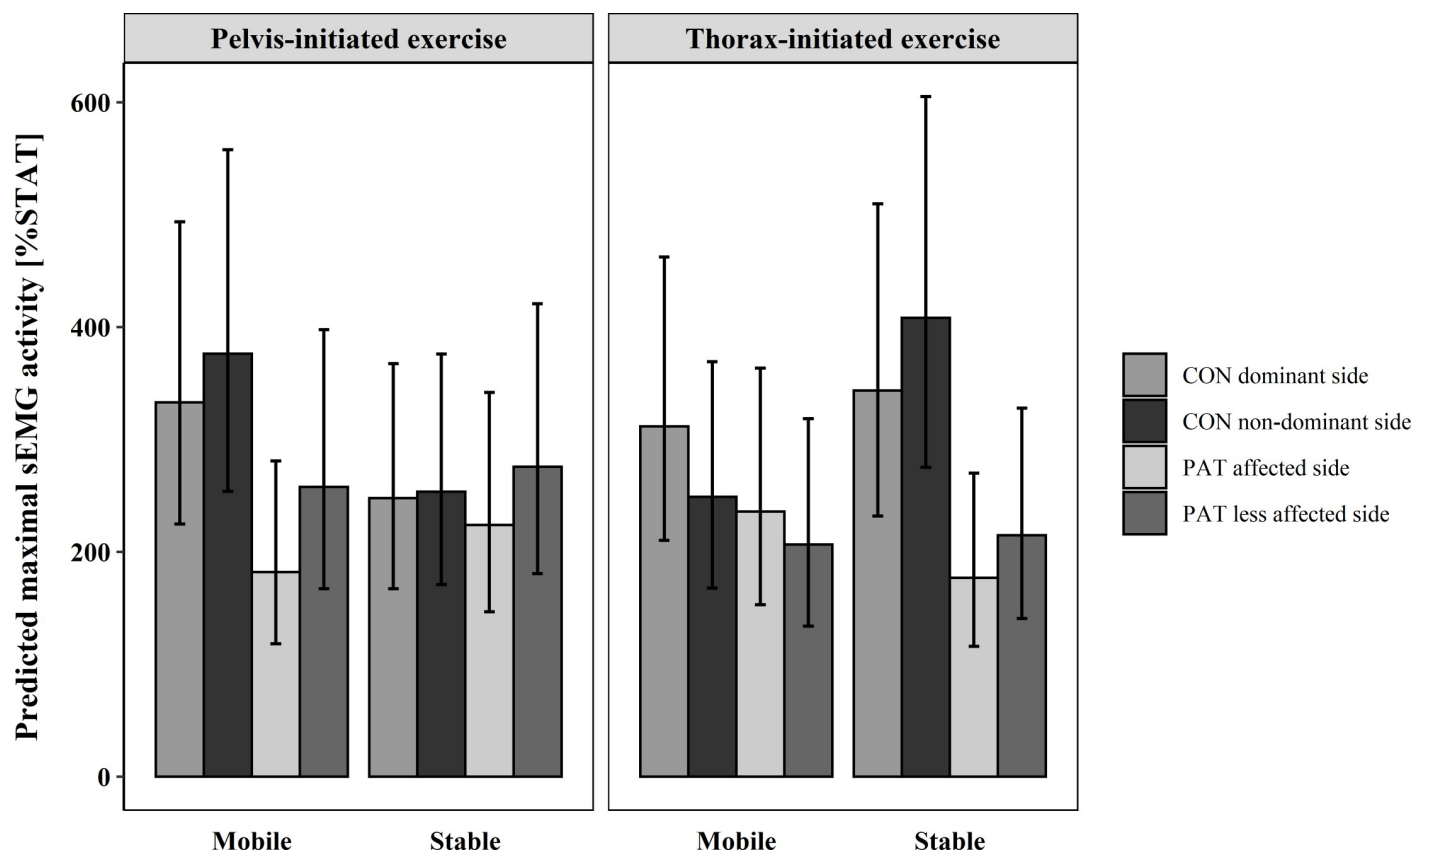 Pelvis-initiated exercise
Thorax-initiated exercise
Predicted maximal sEMG activity [%STAT]
600
400
200
0
Mobile
Stable
Mobile
Stable
CON dominant side
CON non-dominant side
PAT affected side
PAT less affected side